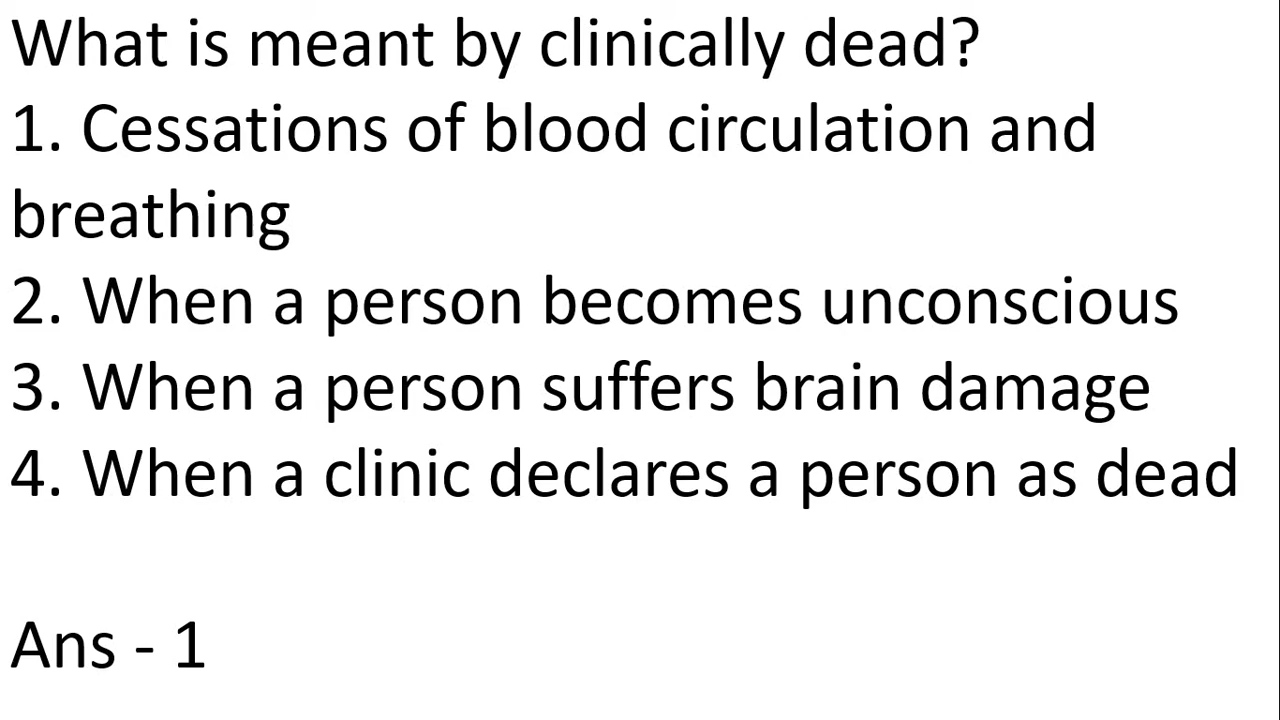 What is meant by clinically dead?
1. Cessations of blood circulation and
breathing
2. When a person becomes unconscious
3. When a person suffers brain damage
4. When a clinic declares a person as dead
Ans - 1